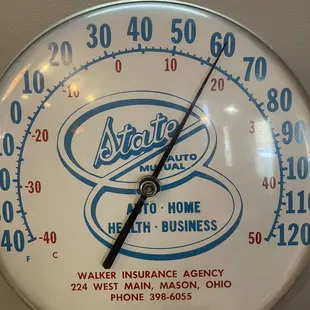 -40 -30 -20 -10 0 10 20 30 40 50 60 70 80 90 100 110 120
-40 -30 -20 -10 0 10 20 30 40 50
State
AUTO
MUTUAL
AUTO · HOME
HEALTH · BUSINESS
F C
WALKER INSURANCE AGENCY
224 WEST MAIN, MASON, OHIO
PHONE 398-6055